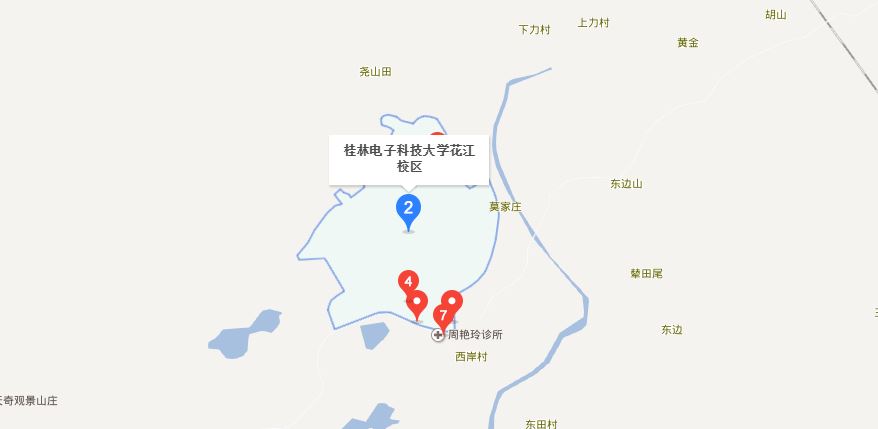 胡山
上力村
下力村
黄金
尧山田
桂林电子科技大学花江
校区
东边山
2
莫家庄
辇田尾
4
7
东边
周艳玲诊所
西岸村
奇观景山庄
东田村